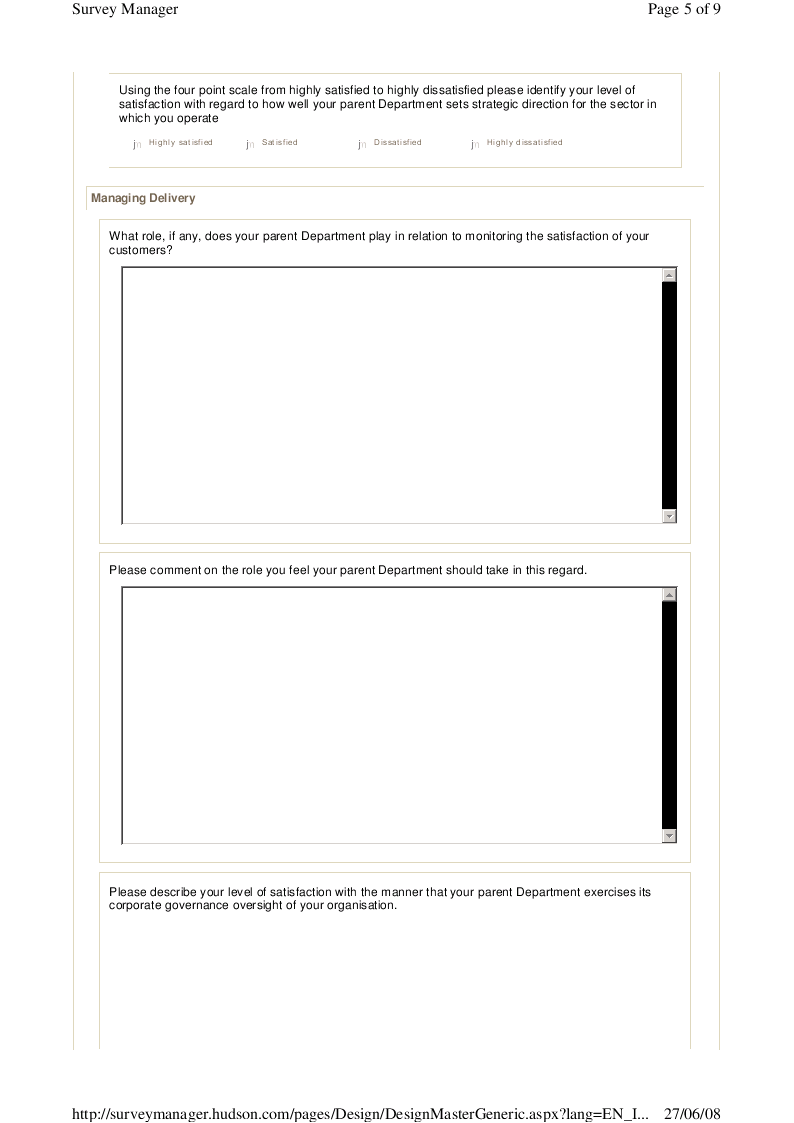 Survey Manager
Page 5 of 9
Using the four point scale from highly satisfied to highly dissatisfied please identify your level of
satisfaction with regard to how well your parent Department sets strategic direction for the sector in
which you operate
jn Highly satisfied jn Satisfied jn Dissatisfied jn Highly dissatisfied
Managing Delivery
What role, if any, does your parent Department play in relation to monitoring the satisfaction of your
customers?
Please comment on the role you feel your parent Department should take in this regard.
Please describe your level of satisfaction with the manner that your parent Department exercises its
corporate governance oversight of your organisation.
http://surveymanager.hudson.com/pages/Design/DesignMasterGeneric.aspx?lang=EN_I...
27/06/08